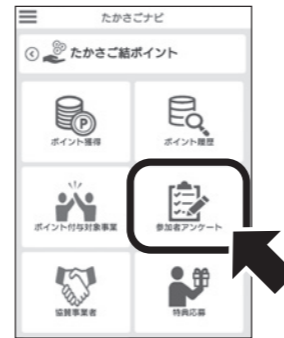 たかさごナビ
たかさご結ポイント
ポイント獲得
ポイント履歴
ポイント付与対象事業
参加者アンケート
協賛事業者
特典応募